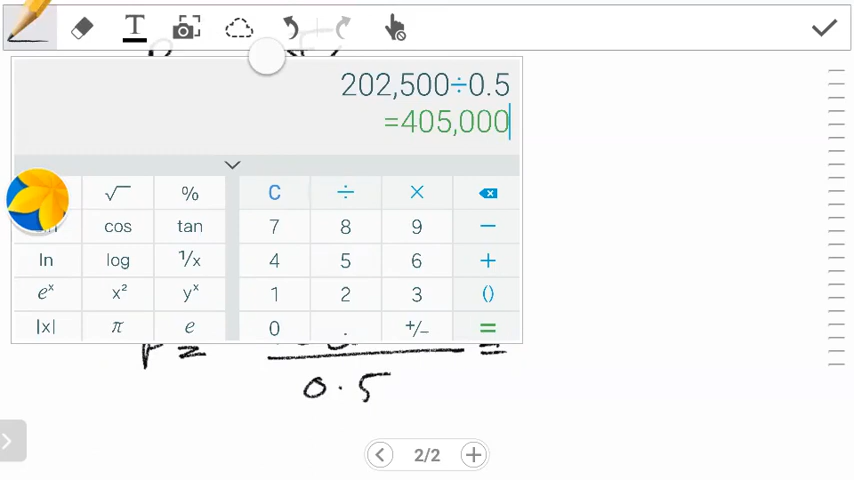 T
202,500÷0.5
=405,000
√ % C ÷ ×
cos tan 7 8 9 −
ln log ¹/x 4 5 6 +
eˣ x² yˣ 1 2 3 ()
|x| π e 0 . +/− =
P =
0.5
2/2